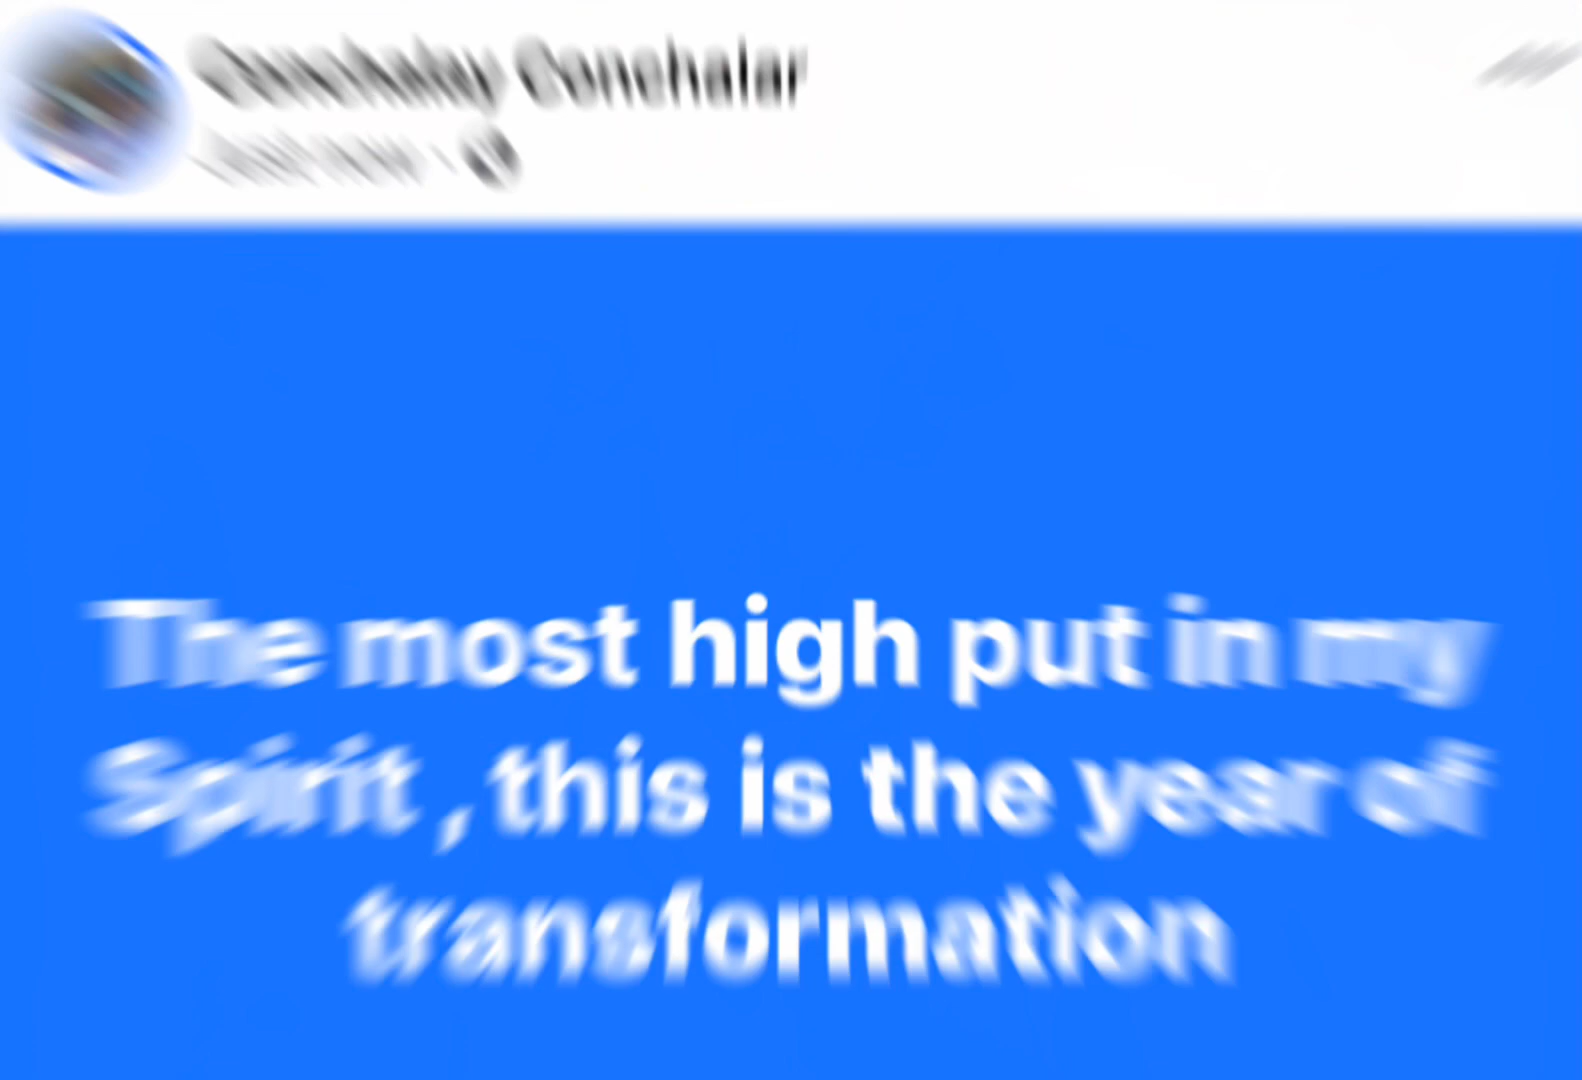 The most high put in my
Spirit , this is the year of
transformation